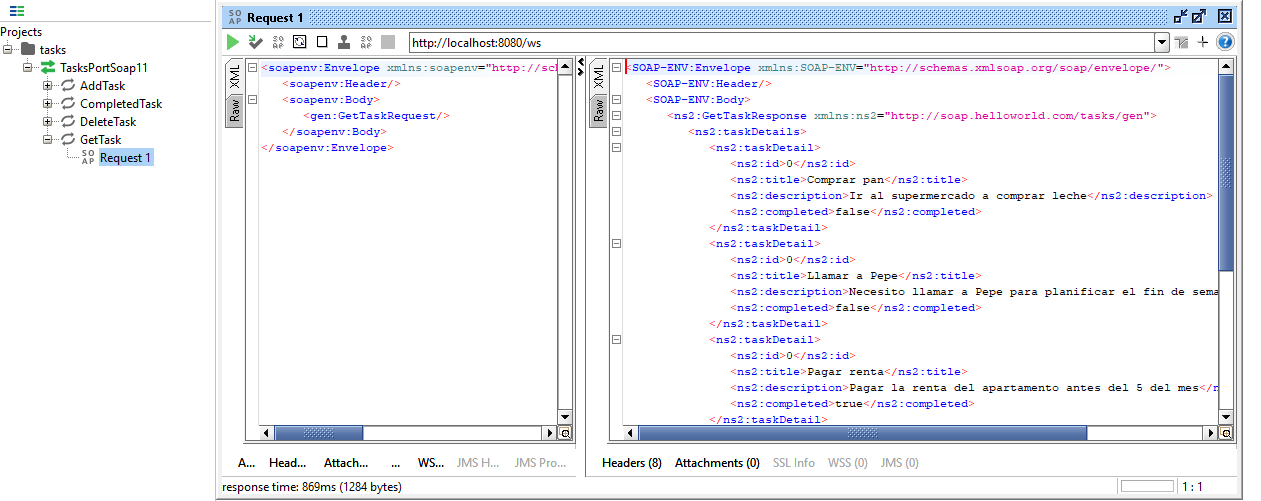 Projects
tasks
TasksPortSoap11
AddTask
CompletedTask
DeleteTask
GetTask
SO AP Request 1
SO AP Request 1
SO AP SO AP http://localhost:8080/ws
XML
Raw
<soapenv:Envelope xmlns:soapenv="http://sch
<soapenv:Header/>
<soapenv:Body>
<gen:GetTaskRequest/>
</soapenv:Body>
</soapenv:Envelope>
A... Head... Attach... ... WS... JMS H... JMS Pro...
XML
Raw
<SOAP-ENV:Envelope xmlns:SOAP-ENV="http://schemas.xmlsoap.org/soap/envelope/">
<SOAP-ENV:Header/>
<SOAP-ENV:Body>
<ns2:GetTaskResponse xmlns:ns2="http://soap.helloworld.com/tasks/gen">
<ns2:taskDetails>
<ns2:taskDetail>
<ns2:id>0</ns2:id>
<ns2:title>Comprar pan</ns2:title>
<ns2:description>Ir al supermercado a comprar leche</ns2:description>
<ns2:completed>false</ns2:completed>
</ns2:taskDetail>
<ns2:taskDetail>
<ns2:id>0</ns2:id>
<ns2:title>Llamar a Pepe</ns2:title>
<ns2:description>Necesito llamar a Pepe para planificar el fin de sema
<ns2:completed>false</ns2:completed>
</ns2:taskDetail>
<ns2:taskDetail>
<ns2:id>0</ns2:id>
<ns2:title>Pagar renta</ns2:title>
<ns2:description>Pagar la renta del apartamento antes del 5 del mes</n
<ns2:completed>true</ns2:completed>
</ns2:taskDetail>
Headers (8) Attachments (0) SSL Info WSS (0) JMS (0)
response time: 869ms (1284 bytes)
1 : 1